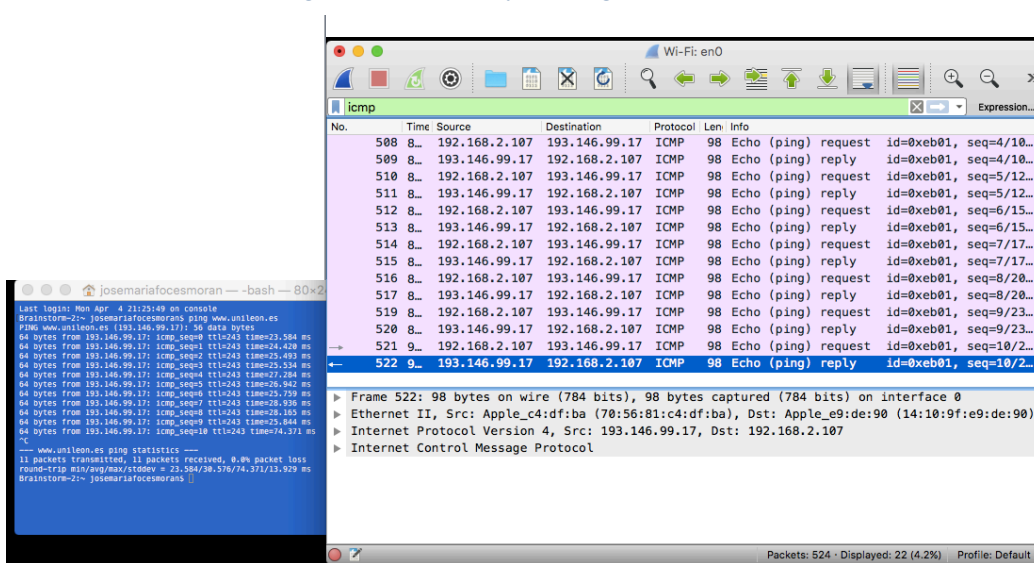 Wi-Fi: en0
icmp
Expression…
No. Time Source Destination Protocol Len Info
508 8… 192.168.2.107 193.146.99.17 ICMP 98 Echo (ping) request id=0xeb01, seq=4/10…
509 8… 193.146.99.17 192.168.2.107 ICMP 98 Echo (ping) reply id=0xeb01, seq=4/10…
510 8… 192.168.2.107 193.146.99.17 ICMP 98 Echo (ping) request id=0xeb01, seq=5/12…
511 8… 193.146.99.17 192.168.2.107 ICMP 98 Echo (ping) reply id=0xeb01, seq=5/12…
512 8… 192.168.2.107 193.146.99.17 ICMP 98 Echo (ping) request id=0xeb01, seq=6/15…
513 8… 193.146.99.17 192.168.2.107 ICMP 98 Echo (ping) reply id=0xeb01, seq=6/15…
514 8… 192.168.2.107 193.146.99.17 ICMP 98 Echo (ping) request id=0xeb01, seq=7/17…
515 8… 193.146.99.17 192.168.2.107 ICMP 98 Echo (ping) reply id=0xeb01, seq=7/17…
516 8… 192.168.2.107 193.146.99.17 ICMP 98 Echo (ping) request id=0xeb01, seq=8/20…
517 8… 193.146.99.17 192.168.2.107 ICMP 98 Echo (ping) reply id=0xeb01, seq=8/20…
519 8… 192.168.2.107 193.146.99.17 ICMP 98 Echo (ping) request id=0xeb01, seq=9/23…
520 8… 193.146.99.17 192.168.2.107 ICMP 98 Echo (ping) reply id=0xeb01, seq=9/23…
521 9… 192.168.2.107 193.146.99.17 ICMP 98 Echo (ping) request id=0xeb01, seq=10/2…
522 9… 193.146.99.17 192.168.2.107 ICMP 98 Echo (ping) reply id=0xeb01, seq=10/2…
Frame 522: 98 bytes on wire (784 bits), 98 bytes captured (784 bits) on interface 0
Ethernet II, Src: Apple_c4:df:ba (70:56:81:c4:df:ba), Dst: Apple_e9:de:90 (14:10:9f:e9:de:90)
Internet Protocol Version 4, Src: 193.146.99.17, Dst: 192.168.2.107
Internet Control Message Protocol
Packets: 524 · Displayed: 22 (4.2%) Profile: Default
josemariafocesmoran — -bash — 80×2
Last login: Mon Apr  4 21:25:49 on console
Brainstorm-2:~ josemariafocesmoran$ ping www.unileon.es
PING www.unileon.es (193.146.99.17): 56 data bytes
64 bytes from 193.146.99.17: icmp_seq=0 ttl=243 time=23.584 ms
64 bytes from 193.146.99.17: icmp_seq=1 ttl=243 time=24.420 ms
64 bytes from 193.146.99.17: icmp_seq=2 ttl=243 time=25.493 ms
64 bytes from 193.146.99.17: icmp_seq=3 ttl=243 time=25.534 ms
64 bytes from 193.146.99.17: icmp_seq=4 ttl=243 time=27.284 ms
64 bytes from 193.146.99.17: icmp_seq=5 ttl=243 time=26.942 ms
64 bytes from 193.146.99.17: icmp_seq=6 ttl=243 time=25.759 ms
64 bytes from 193.146.99.17: icmp_seq=7 ttl=243 time=28.936 ms
64 bytes from 193.146.99.17: icmp_seq=8 ttl=243 time=28.165 ms
64 bytes from 193.146.99.17: icmp_seq=9 ttl=243 time=25.844 ms
64 bytes from 193.146.99.17: icmp_seq=10 ttl=243 time=74.371 ms
^C
--- www.unileon.es ping statistics ---
11 packets transmitted, 11 packets received, 0.0% packet loss
round-trip min/avg/max/stddev = 23.584/30.576/74.371/13.929 ms
Brainstorm-2:~ josemariafocesmoran$